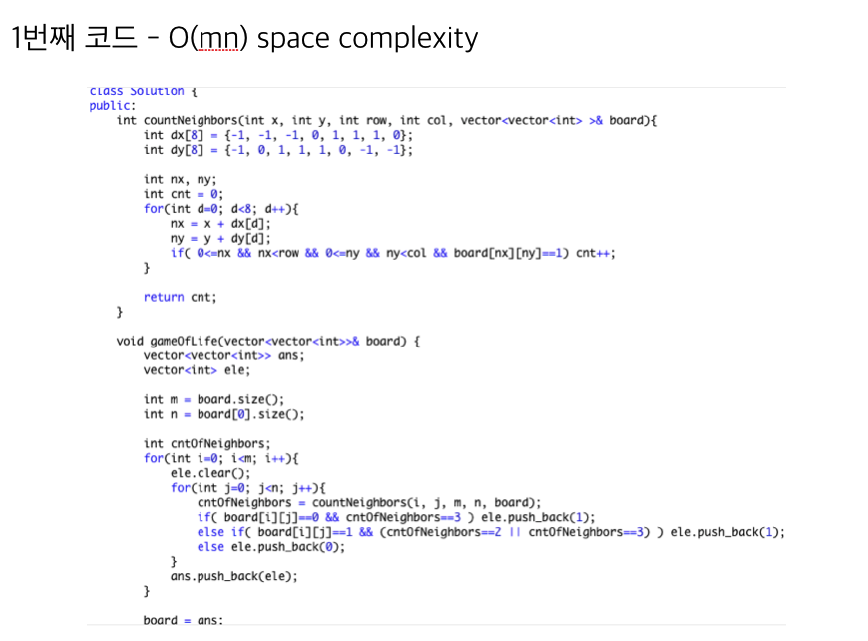 1번째 코드 - O(mn) space complexity
class Solution {
public:
    int countNeighbors(int x, int y, int row, int col, vector<vector<int> >& board){
        int dx[8] = {-1, -1, -1, 0, 1, 1, 1, 0};
        int dy[8] = {-1, 0, 1, 1, 1, 0, -1, -1};
        int nx, ny;
        int cnt = 0;
        for(int d=0; d<8; d++){
            nx = x + dx[d];
            ny = y + dy[d];
            if( 0<=nx && nx<row && 0<=ny && ny<col && board[nx][ny]==1) cnt++;
        }
        return cnt;
    }
    void gameOfLife(vector<vector<int>>& board) {
        vector<vector<int>> ans;
        vector<int> ele;
        int m = board.size();
        int n = board[0].size();
        int cntOfNeighbors;
        for(int i=0; i<m; i++){
            ele.clear();
            for(int j=0; j<n; j++){
                cntOfNeighbors = countNeighbors(i, j, m, n, board);
                if( board[i][j]==0 && cntOfNeighbors==3 ) ele.push_back(1);
                else if( board[i][j]==1 && (cntOfNeighbors==2 || cntOfNeighbors==3) ) ele.push_back(1);
                else ele.push_back(0);
            }
            ans.push_back(ele);
        }
        board = ans;